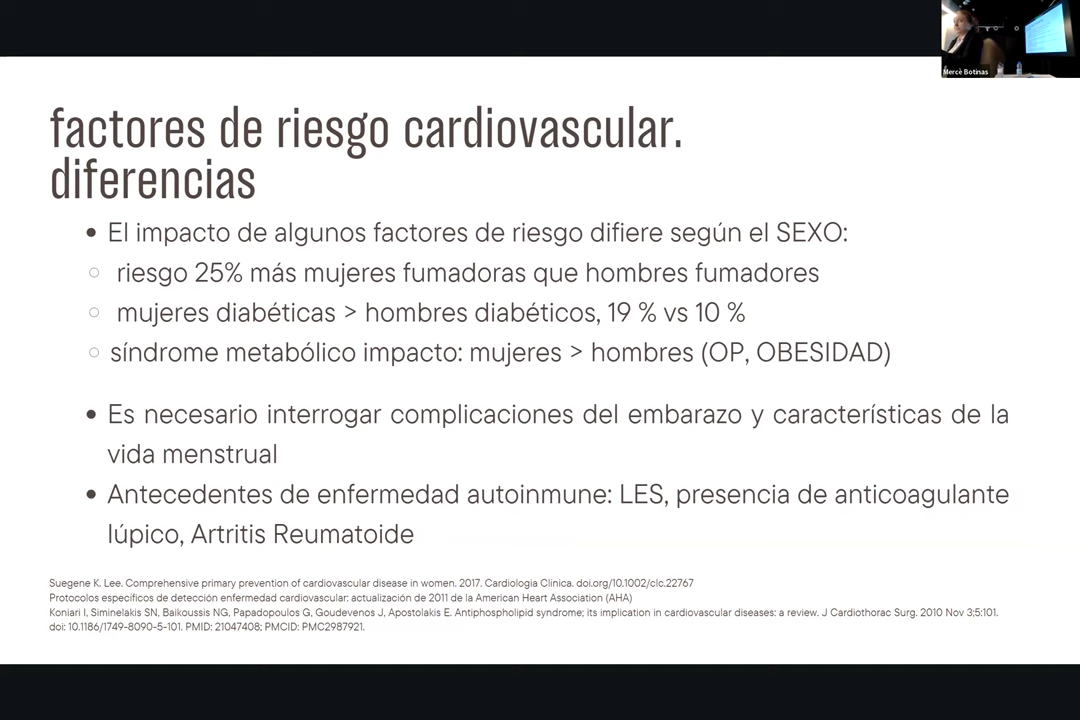 Mercè Botinas
factores de riesgo cardiovascular.
diferencias
• El impacto de algunos factores de riesgo difiere según el SEXO:
○ riesgo 25% más mujeres fumadoras que hombres fumadores
○ mujeres diabéticas > hombres diabéticos, 19 % vs 10 %
○ síndrome metabólico impacto: mujeres > hombres (OP, OBESIDAD)
• Es necesario interrogar complicaciones del embarazo y características de la
vida menstrual
• Antecedentes de enfermedad autoinmune: LES, presencia de anticoagulante
lúpico, Artritis Reumatoide
Suegene K. Lee. Comprehensive primary prevention of cardiovascular disease in women. 2017. Cardiologia Clínica. doi.org/10.1002/clc.22767
Protocolos específicos de detección enfermedad cardiovascular: actualización de 2011 de la American Heart Association (AHA)
Koniari I, Siminelakis SN, Baikoussis NG, Papadopoulos G, Goudevenos J, Apostolakis E. Antiphospholipid syndrome; its implication in cardiovascular diseases: a review. J Cardiothorac Surg. 2010 Nov 3;5:101.
doi: 10.1186/1749-8090-5-101. PMID: 21047408; PMCID: PMC2987921.